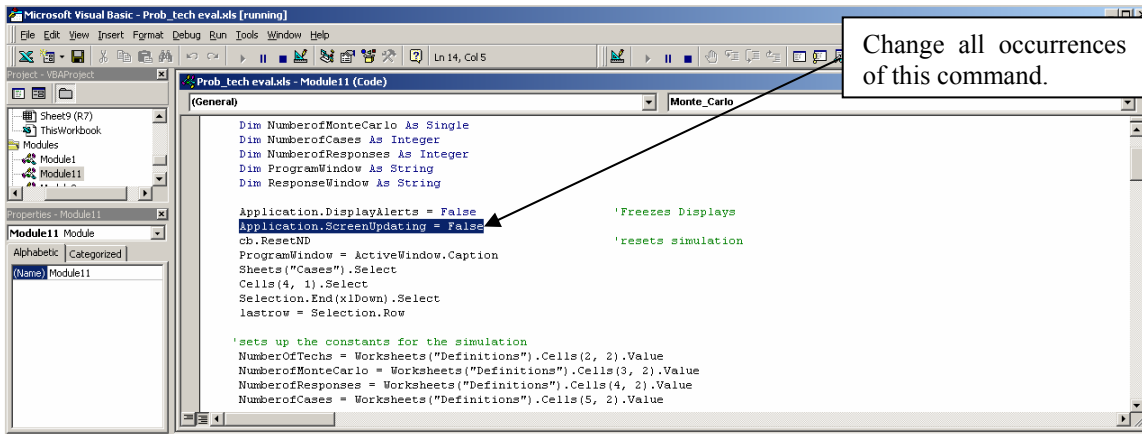 Microsoft Visual Basic - Prob_tech eval.xls [running]
File Edit View Insert Format Debug Run Tools Window Help
Ln 14, Col 5
Change all occurrences
of this command.
Project - VBAProject
Sheet9 (R7)
ThisWorkbook
Modules
Module1
Module11
Properties - Module11
Module11 Module
Alphabetic Categorized
(Name) Module11
Prob_tech eval.xls - Module11 (Code)
(General) Monte_Carlo
Dim NumberofMonteCarlo As Single
Dim NumberofCases As Integer
Dim NumberofResponses As Integer
Dim ProgramWindow As String
Dim ResponseWindow As String
Application.DisplayAlerts = False 'Freezes Displays
Application.ScreenUpdating = False
cb.ResetND 'resets simulation
ProgramWindow = ActiveWindow.Caption
Sheets("Cases").Select
Cells(4, 1).Select
Selection.End(xlDown).Select
lastrow = Selection.Row
'sets up the constants for the simulation
NumberOfTechs = Worksheets("Definitions").Cells(2, 2).Value
NumberofMonteCarlo = Worksheets("Definitions").Cells(3, 2).Value
NumberofResponses = Worksheets("Definitions").Cells(4, 2).Value
NumberofCases = Worksheets("Definitions").Cells(5, 2).Value